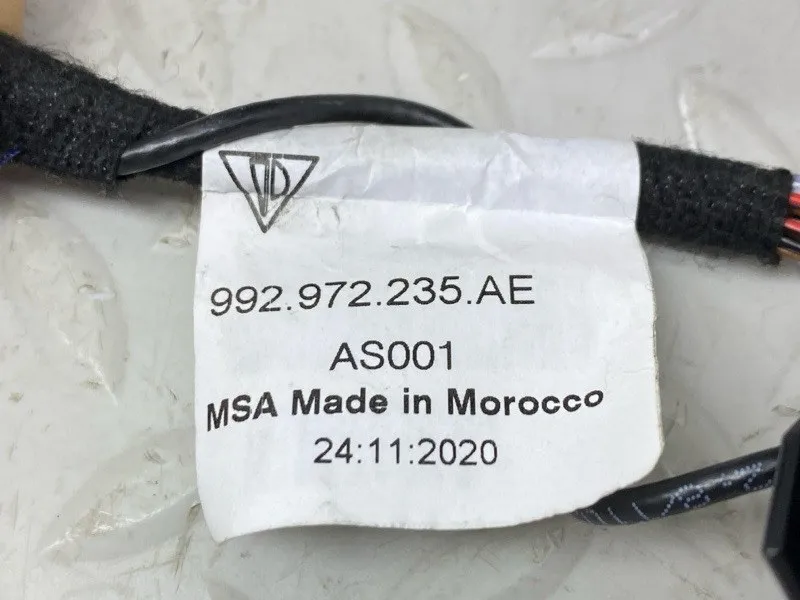 992.972.235.AE
AS001
MSA Made in Morocco
24:11:2020